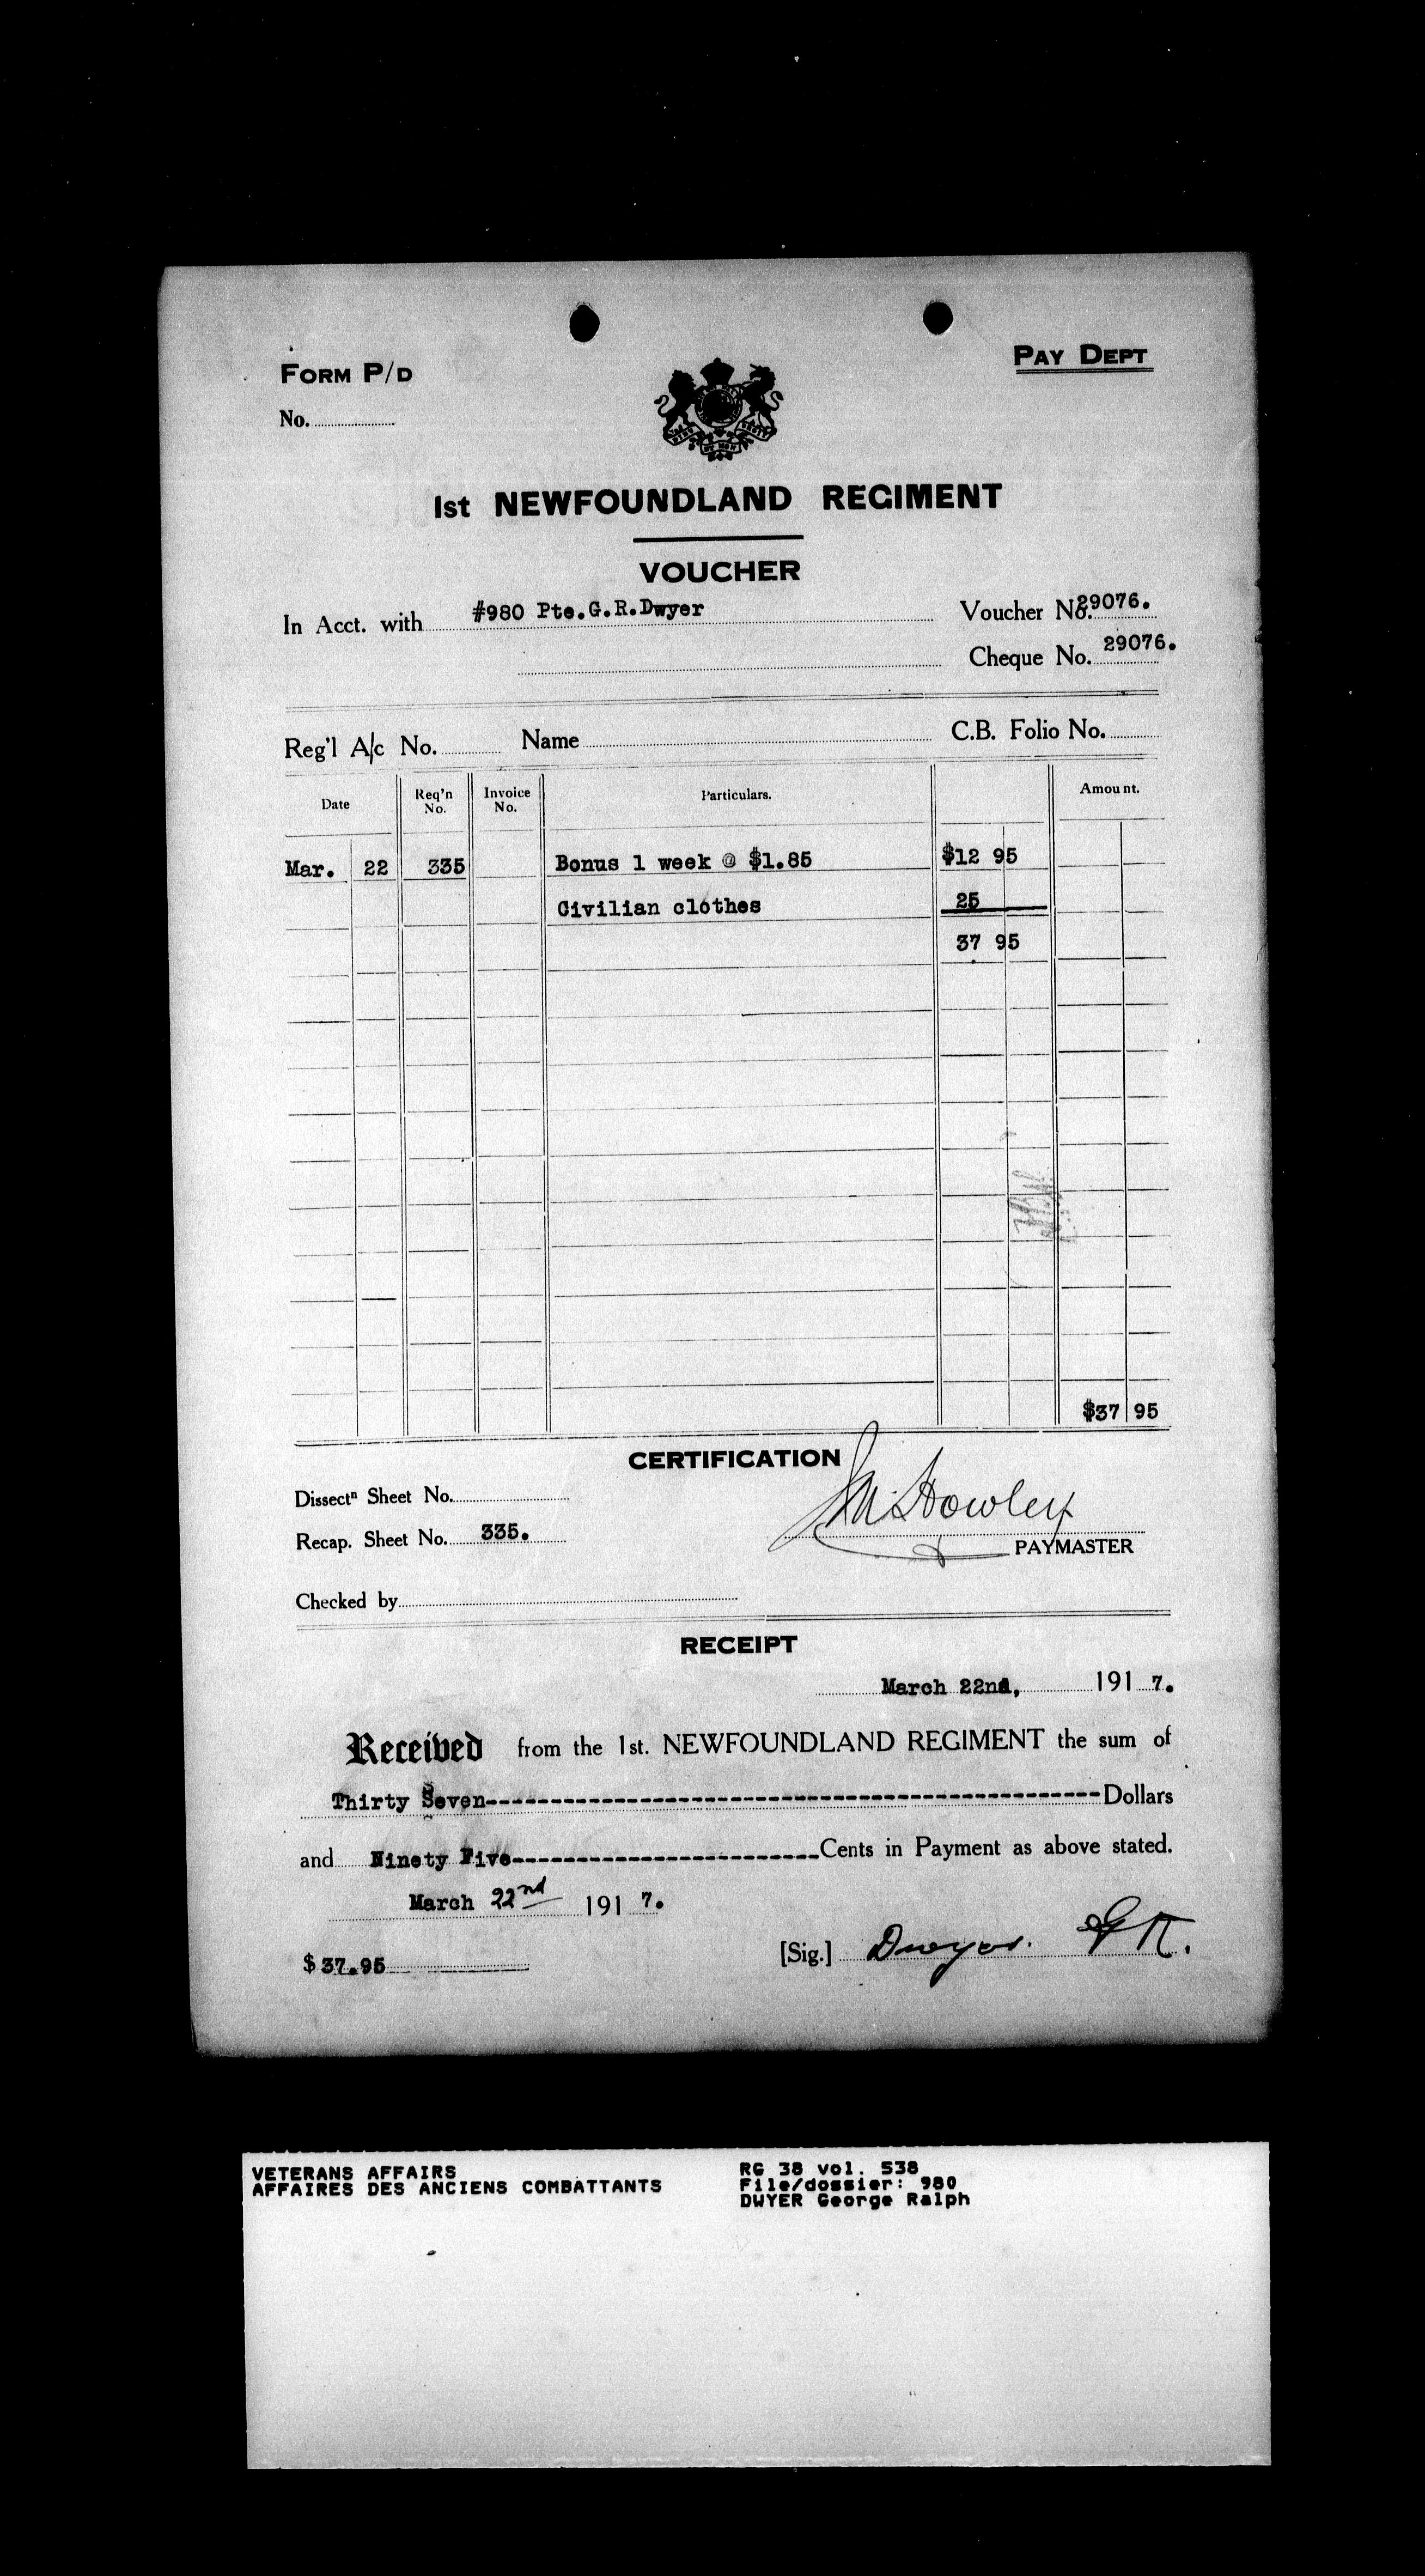 FORM P/D
PAY DEPT
No.
1st NEWFOUNDLAND REGIMENT
VOUCHER
In Acct. with #980 Pte.G.R.Dwyer Voucher No. 29076.
Cheque No. 29076.
Reg'l A/c No. Name C.B. Folio No.
Date Req'n No. Invoice No. Particulars. Amount.
Mar. 22 335 Bonus 1 week @ $1.85 $12 95
Civilian clothes 25
37 95
$37 95
CERTIFICATION
Dissectn Sheet No.
Recap. Sheet No. 335.
Howley
PAYMASTER
Checked by
RECEIPT
March 22nd, 191 7.
Received from the 1st. NEWFOUNDLAND REGIMENT the sum of
Thirty Seven---Dollars
and Ninety Five---Cents in Payment as above stated.
March 22nd 191 7.
$ 37.95 [Sig.] Dwyer. G R.
VETERANS AFFAIRS
AFFAIRES DES ANCIENS COMBATTANTS
RG 38 vol. 538
File/dossier: 980
DWYER George Ralph